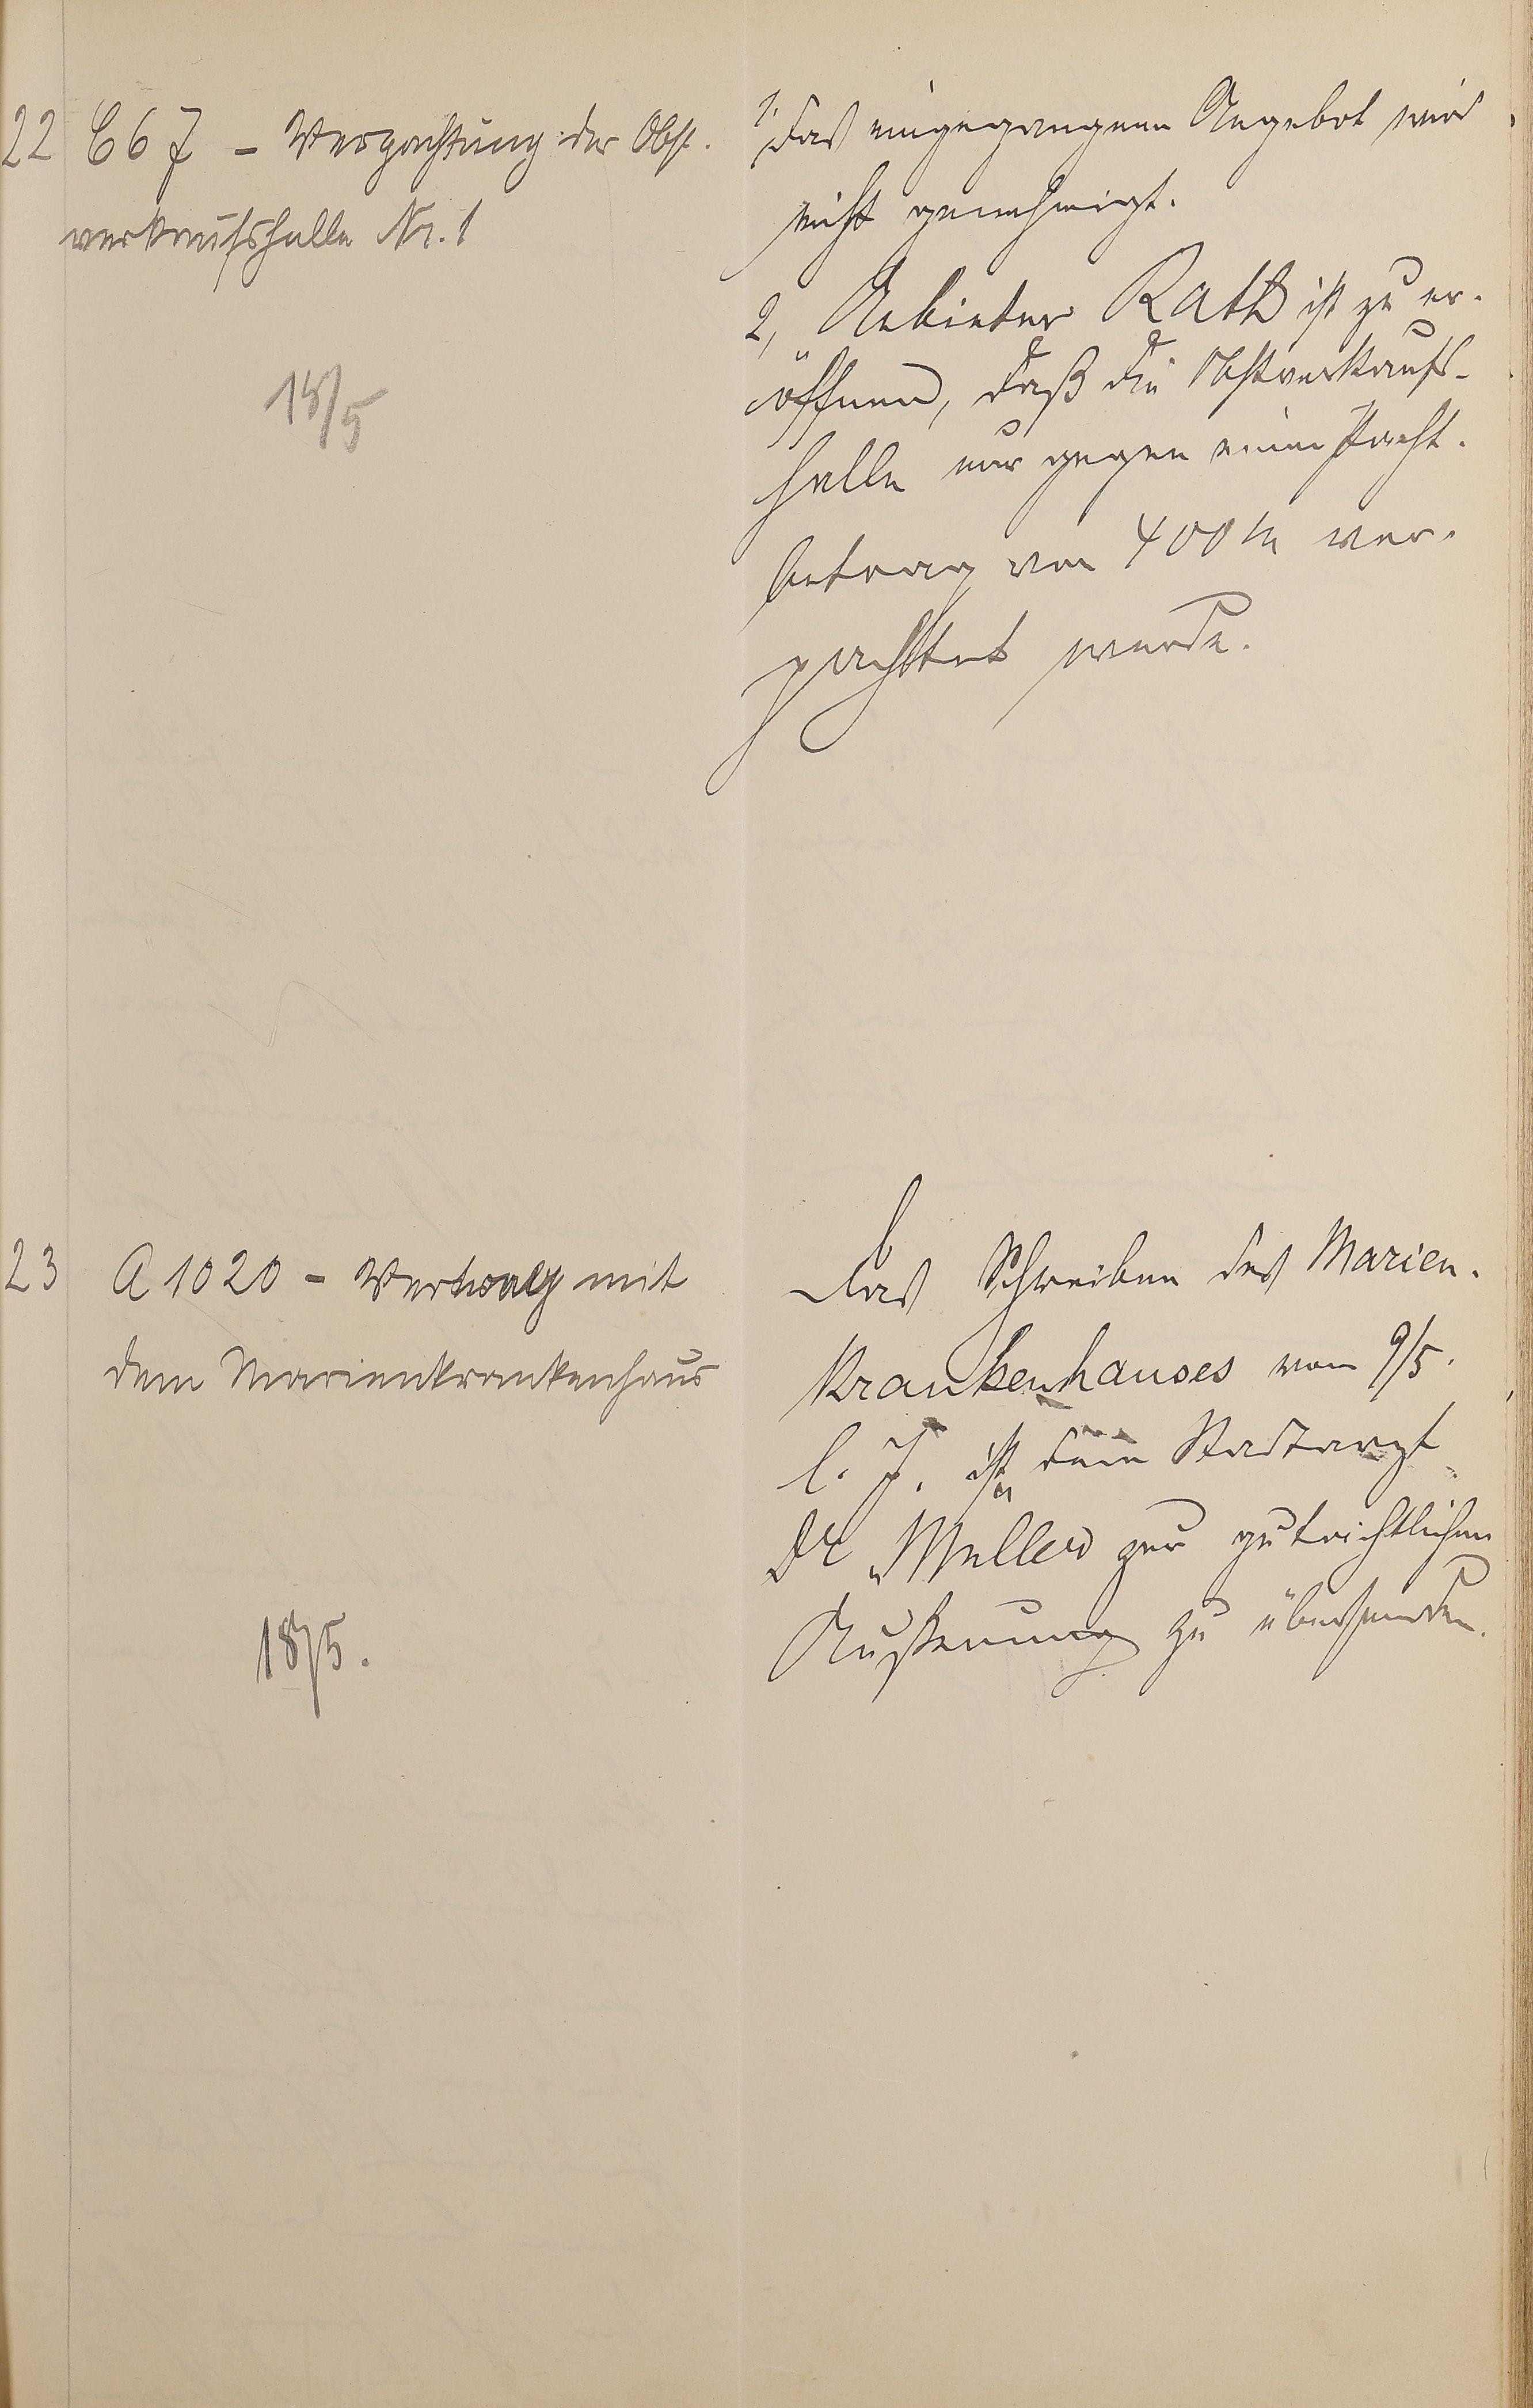 22 C 67 - Verpachtung der Obst-
verkaufshalle Nr. 1
18/5
1. Das eingegangene Angebot wird
nicht genehmigt.
2, Anbieter Rath ist zu er-
öffnen, daß die Obstverkaufs-
halle nur gegen einen Pacht-
betrag von 400 M ver-
pachtet werde.
23 A 1020 - Vertrag mit
dem Marienkrankenhaus
18/5.
Das Schreiben des Marien-
krankenhauses vom 9/5.
l. J. ist dem Stadtarzt
Dr Müller zur gutachtlichen
Äußerung zu übersenden.